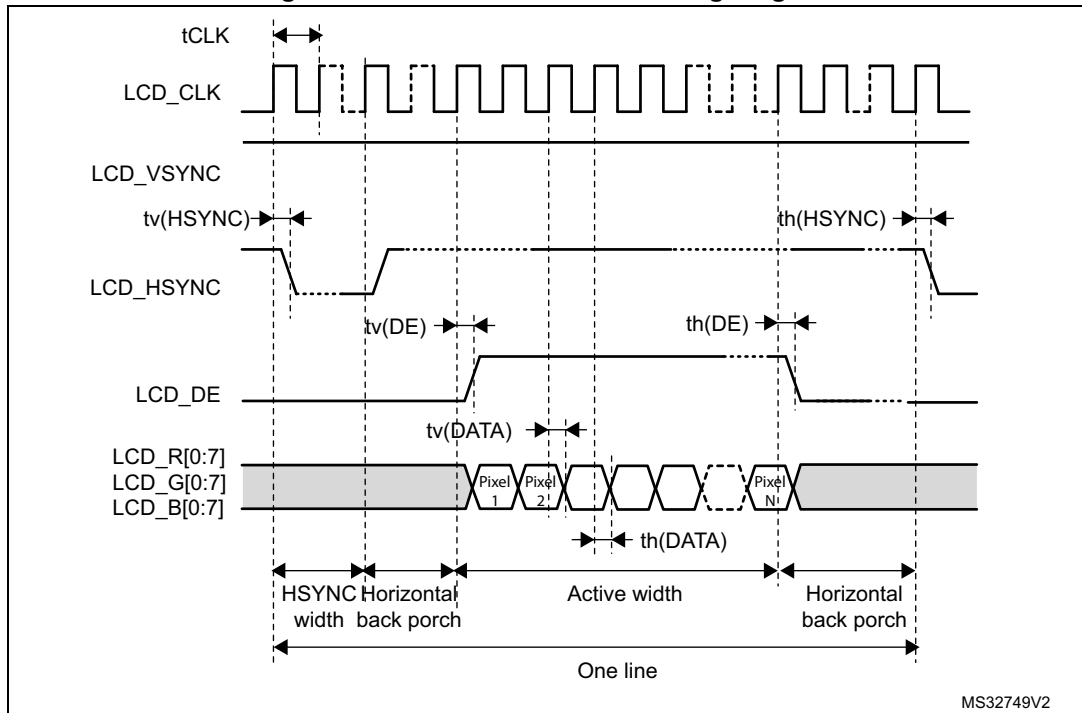 tCLK
LCD_CLK
LCD_VSYNC
tv(HSYNC)
th(HSYNC)
LCD_HSYNC
tv(DE)
th(DE)
LCD_DE
tv(DATA)
LCD_R[0:7]
LCD_G[0:7]
LCD_B[0:7]
Pixel
1
Pixel
2
Pixel
N
th(DATA)
HSYNC
width
Horizontal
back porch
Active width
Horizontal
back porch
One line
MS32749V2